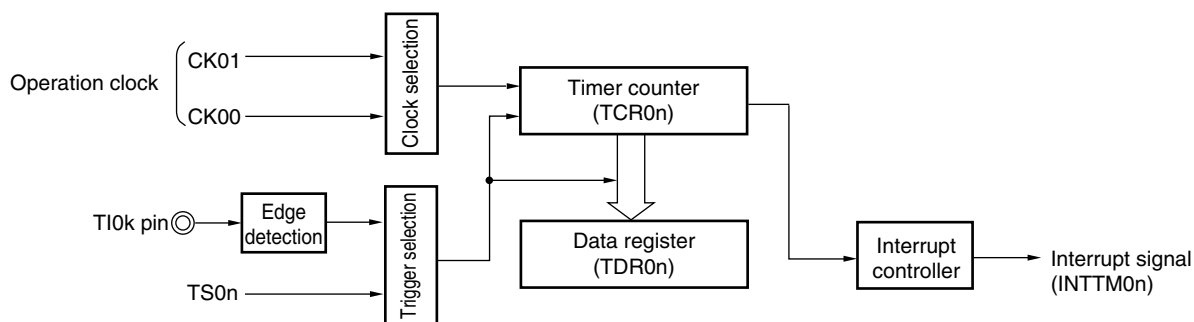 Operation clock
CK01
CK00
Clock selection
Timer counter
(TCR0n)
TI0k pin
Edge
detection
TS0n
Trigger selection
Data register
(TDR0n)
Interrupt
controller
Interrupt signal
(INTTM0n)